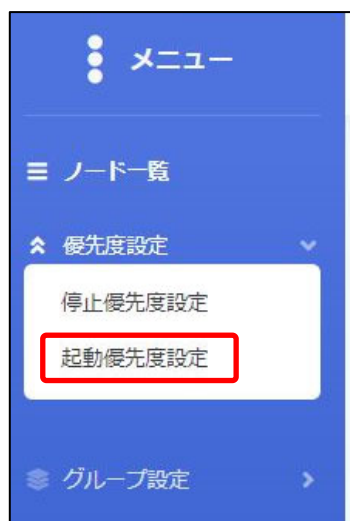 メニュー
ノード一覧
優先度設定
停止優先度設定
起動優先度設定
グループ設定